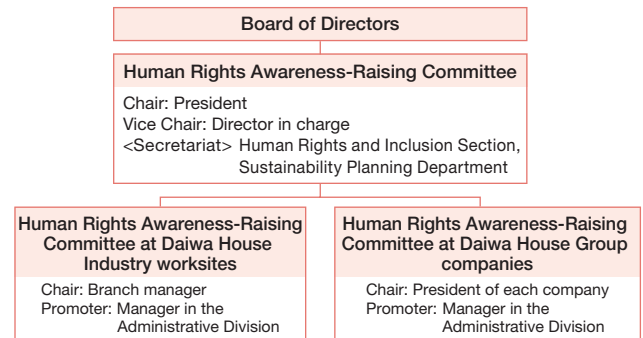 Board of Directors
Human Rights Awareness-Raising Committee
Chair: President
Vice Chair: Director in charge
<Secretariat> Human Rights and Inclusion Section,
Sustainability Planning Department
Human Rights Awareness-Raising
Committee at Daiwa House
Industry worksites
Chair: Branch manager
Promoter: Manager in the
Administrative Division
Human Rights Awareness-Raising
Committee at Daiwa House Group
companies
Chair: President of each company
Promoter: Manager in the
Administrative Division